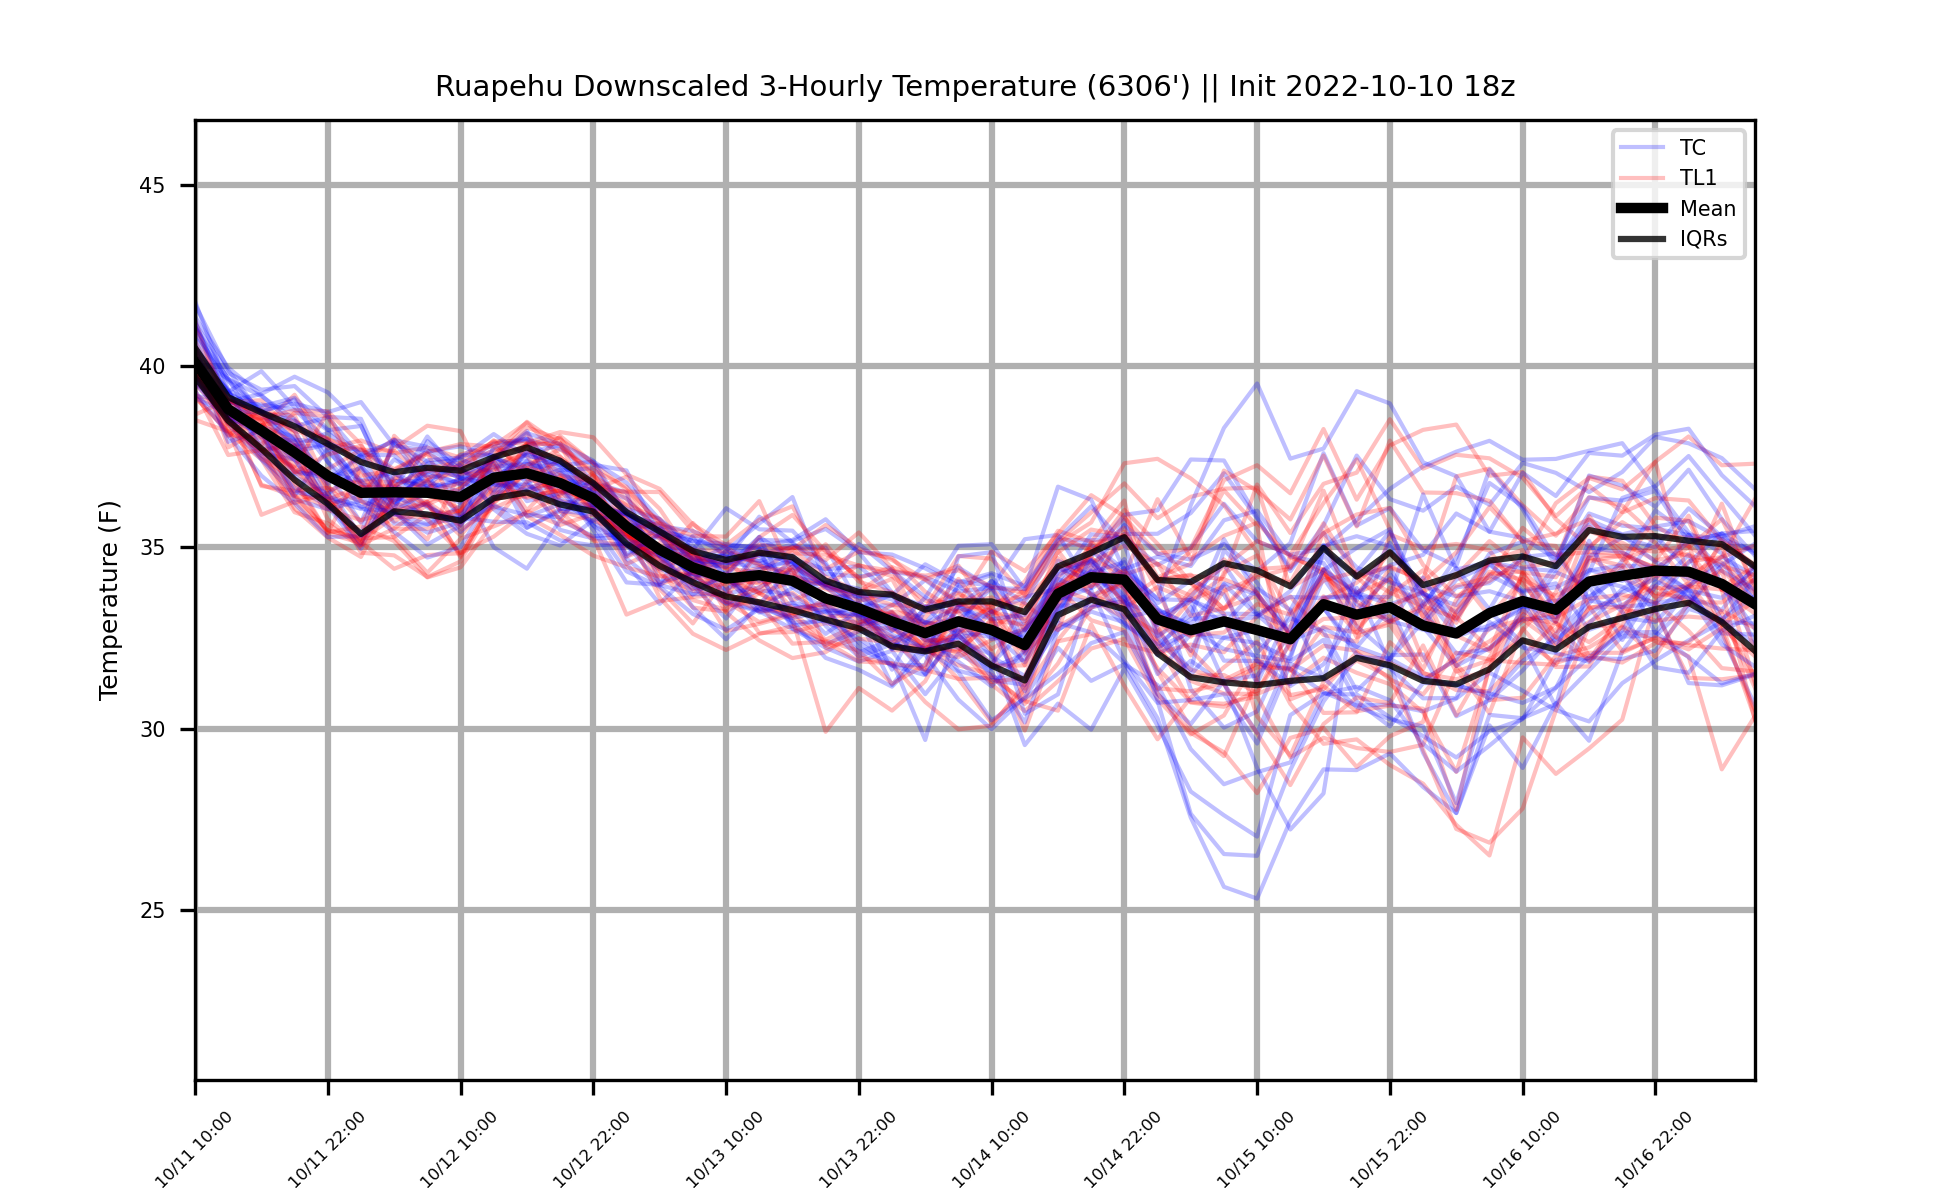 Ruapehu Downscaled 3-Hourly Temperature (6306') || Init 2022-10-10 18z
TC
TL1
Mean
IQRs
Temperature (F)
45
40
35
30
25
10/11 10:00
10/11 22:00
10/12 10:00
10/12 22:00
10/13 10:00
10/13 22:00
10/14 10:00
10/14 22:00
10/15 10:00
10/15 22:00
10/16 10:00
10/16 22:00